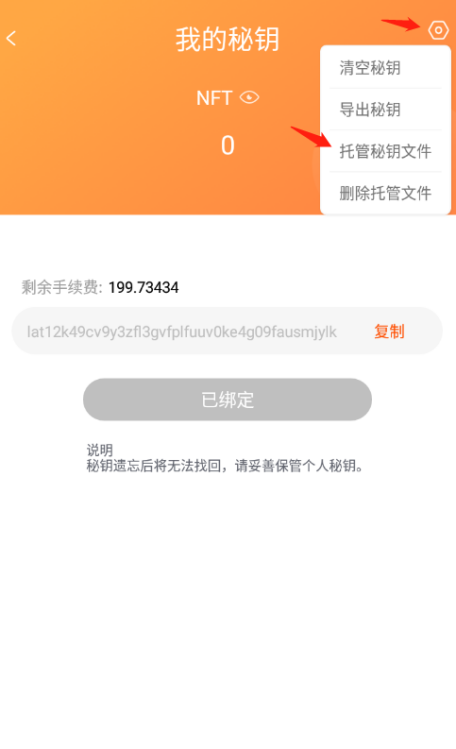 我的秘钥
清空秘钥
导出秘钥
托管秘钥文件
删除托管文件
NFT
0
剩余手续费: 199.73434
lat12k49cv9y3zfl3gvfplfuuv0ke4g09fausmjylk
复制
已绑定
说明
秘钥遗忘后将无法找回，请妥善保管个人秘钥。